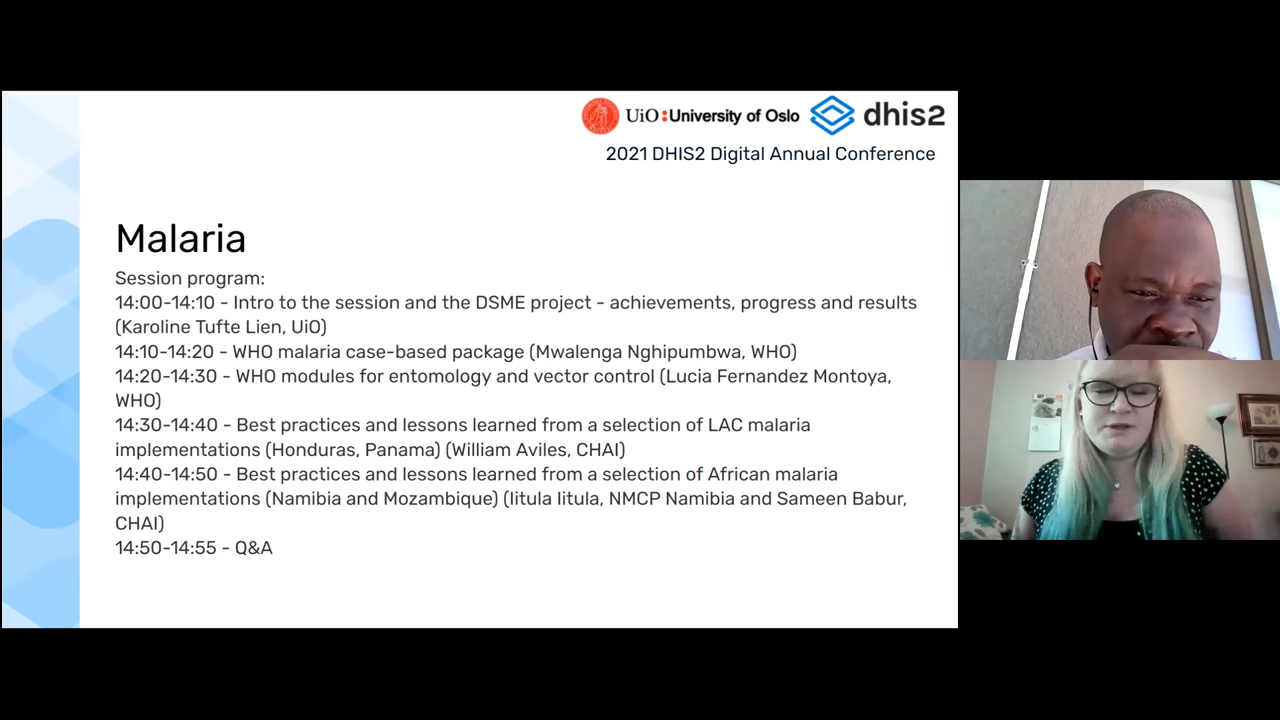 UiO:University of Oslo dhis2
2021 DHIS2 Digital Annual Conference
Malaria
Session program:
14:00-14:10 - Intro to the session and the DSME project - achievements, progress and results
(Karoline Tufte Lien, UiO)
14:10-14:20 - WHO malaria case-based package (Mwalenga Nghipumbwa, WHO)
14:20-14:30 - WHO modules for entomology and vector control (Lucia Fernandez Montoya,
WHO)
14:30-14:40 - Best practices and lessons learned from a selection of LAC malaria
implementations (Honduras, Panama) (William Aviles, CHAI)
14:40-14:50 - Best practices and lessons learned from a selection of African malaria
implementations (Namibia and Mozambique) (Iitula Iitula, NMCP Namibia and Sameen Babur,
CHAI)
14:50-14:55 - Q&A